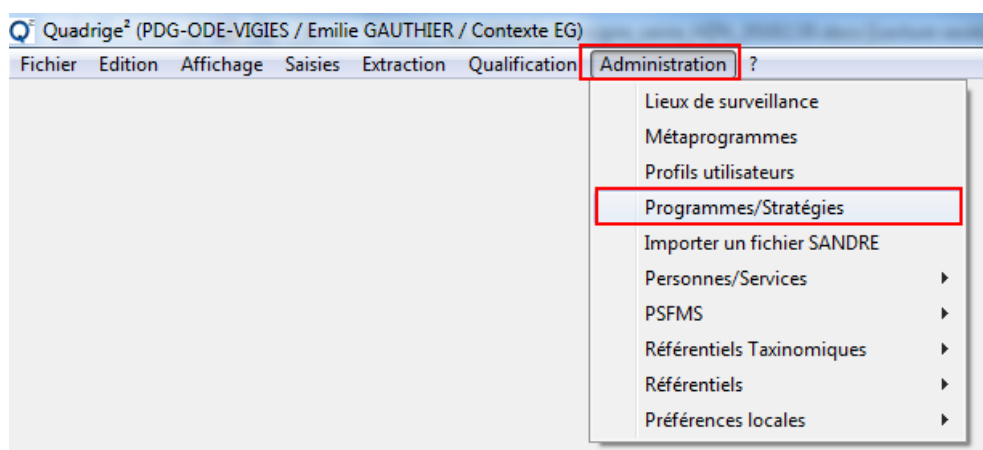 Quadrige² (PDG-ODE-VIGIES / Emilie GAUTHIER / Contexte EG)
Fichier Edition Affichage Saisies Extraction Qualification Administration ?
Lieux de surveillance
Métaprogrammes
Profils utilisateurs
Programmes/Stratégies
Importer un fichier SANDRE
Personnes/Services
PSFMS
Référentiels Taxinomiques
Référentiels
Préférences locales